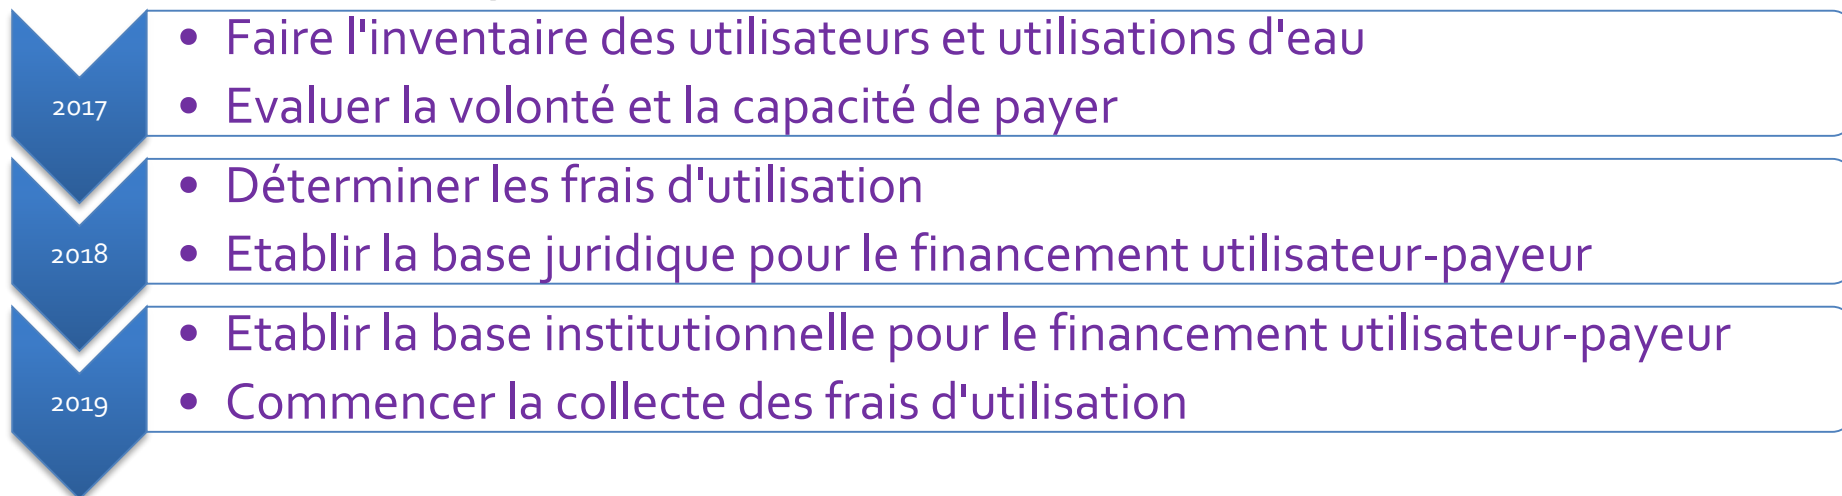 • Faire l'inventaire des utilisateurs et utilisations d'eau
2017
• Evaluer la volonté et la capacité de payer
• Déterminer les frais d'utilisation
2018
• Etablir la base juridique pour le financement utilisateur-payeur
• Etablir la base institutionnelle pour le financement utilisateur-payeur
2019
• Commencer la collecte des frais d'utilisation